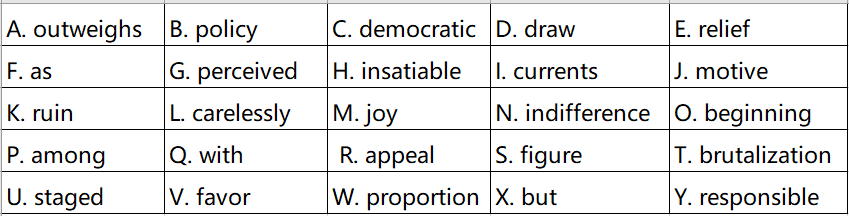 A. outweighs B. policy C. democratic D. draw E. relief
F. as G. perceived H. insatiable I. currents J. motive
K. ruin L. carelessly M. joy N. indifference O. beginning
P. among Q. with R. appeal S. figure T. brutalization
U. staged V. favor W. proportion X. but Y. responsible